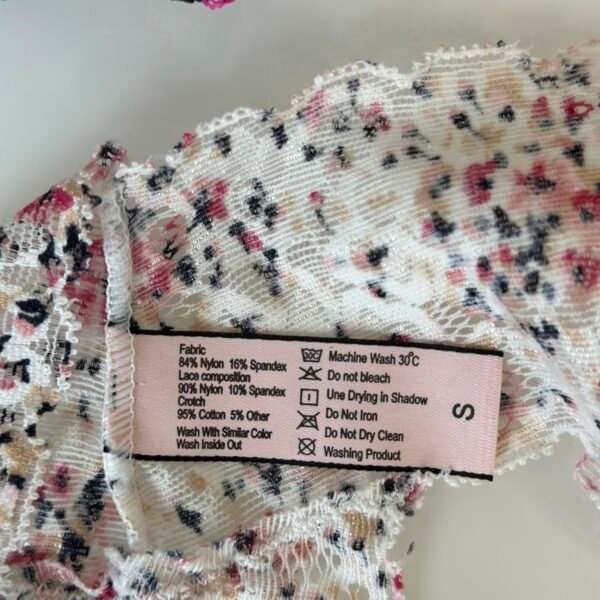 Fabric
84% Nylon 16% Spandex
Lace composition
90% Nylon 10% Spandex
Crotch
95% Cotton 5% Other
Wash With Similar Color
Wash Inside Out
Machine Wash 30°C
Do not bleach
Une Drying in Shadow
Do Not Iron
Do Not Dry Clean
Washing Product
S